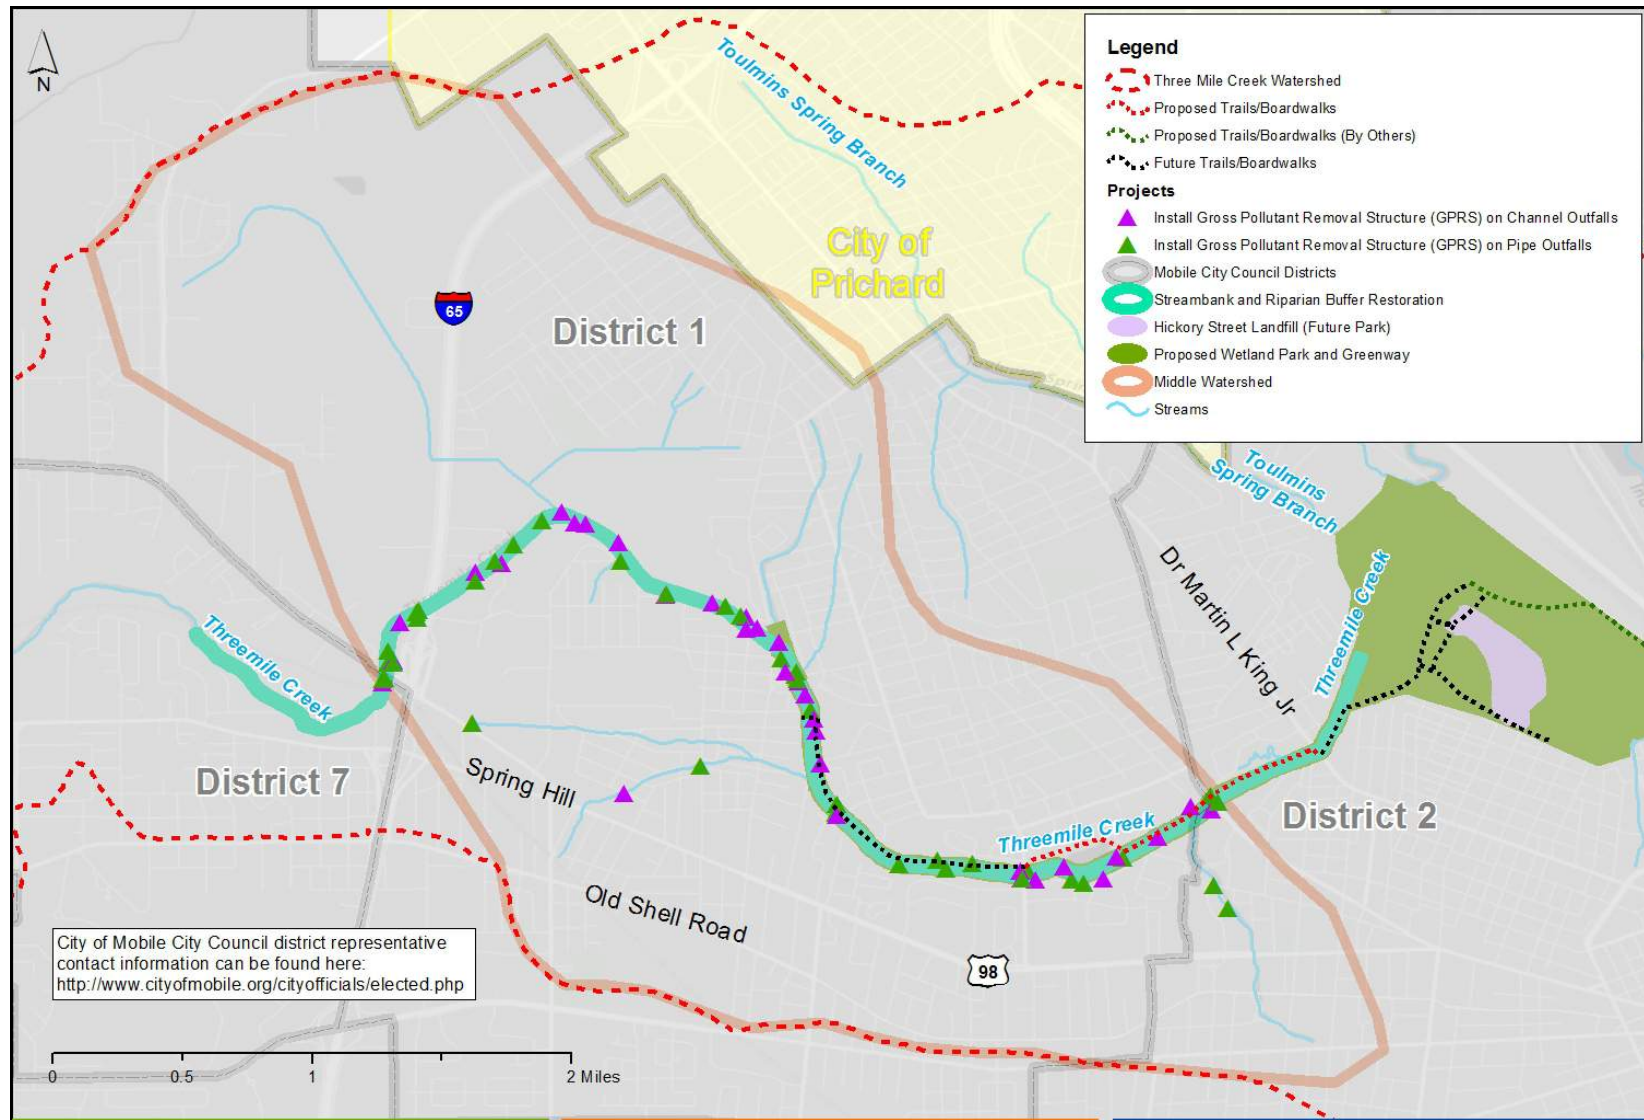 N
Toulmins Spring Branch
City of
Prichard
65
District 1
Legend
Three Mile Creek Watershed
Proposed Trails/Boardwalks
Proposed Trails/Boardwalks (By Others)
Future Trails/Boardwalks
Projects
Install Gross Pollutant Removal Structure (GPRS) on Channel Outfalls
Install Gross Pollutant Removal Structure (GPRS) on Pipe Outfalls
Mobile City Council Districts
Streambank and Riparian Buffer Restoration
Hickory Street Landfill (Future Park)
Proposed Wetland Park and Greenway
Middle Watershed
Streams
Toulmins
Spring Branch
Dr Martin L King Jr
Threemile Creek
Threemile Creek
District 7
Spring Hill
Threemile Creek
District 2
Old Shell Road
98
City of Mobile City Council district representative
contact information can be found here:
http://www.cityofmobile.org/cityofficials/elected.php
0 0.5 1 2 Miles